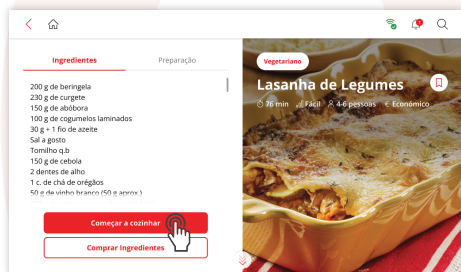 Ingredientes
Preparação
200 g de beringela
230 g de curgete
150 g de abóbora
100 g de cogumelos laminados
30 g + 1 fio de azeite
Sal a gosto
Tomilho q.b
150 g de cebola
2 dentes de alho
1 c. de chá de orégãos
50 g de vinho branco (50 g aprox.)
Começar a cozinhar
Comprar Ingredientes
Vegetariano
Lasanha de Legumes
76 min Fácil 4-6 pessoas € Económico